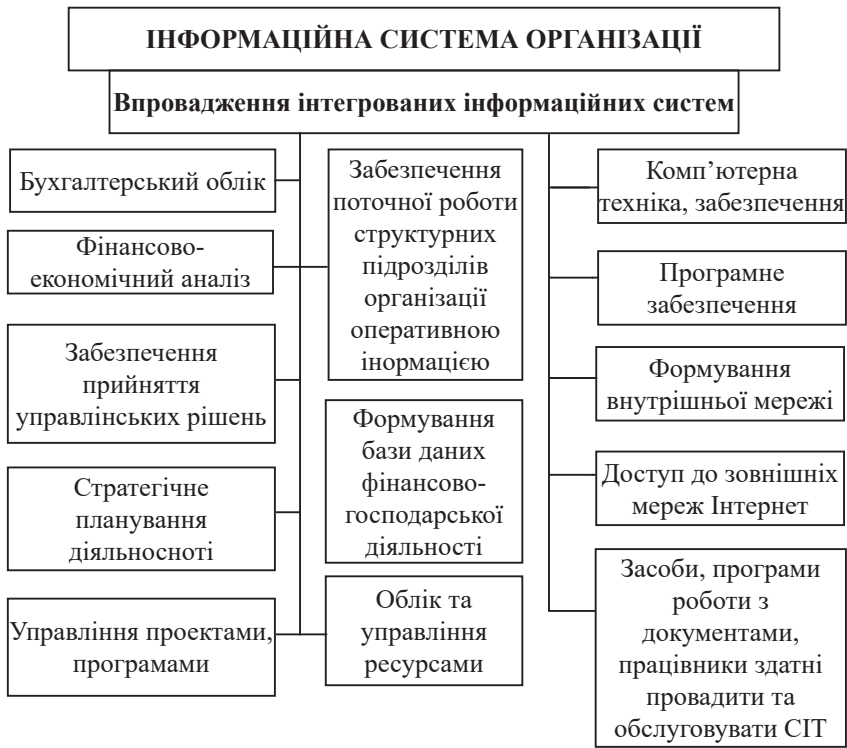 ІНФОРМАЦІЙНА СИСТЕМА ОРГАНІЗАЦІЇ
Впровадження інтегрованих інформаційних систем
Бухгалтерський облік
Фінансово-
економічний аналіз
Забезпечення
прийняття
управлінських рішень
Стратегічне
планування
діяльносноті
Управління проектами,
програмами
Забезпечення
поточної роботи
структурних
підрозділів
організації
оперативною
інормацією
Формування
бази даних
фінансово-
господарської
діяльності
Облік та
управління
ресурсами
Комп’ютерна
техніка, забезпечення
Програмне
забезпечення
Формування
внутрішньої мережі
Доступ до зовнішніх
мереж Інтернет
Засоби, програми
роботи з
документами,
працівники здатні
провадити та
обслуговувати СІТ